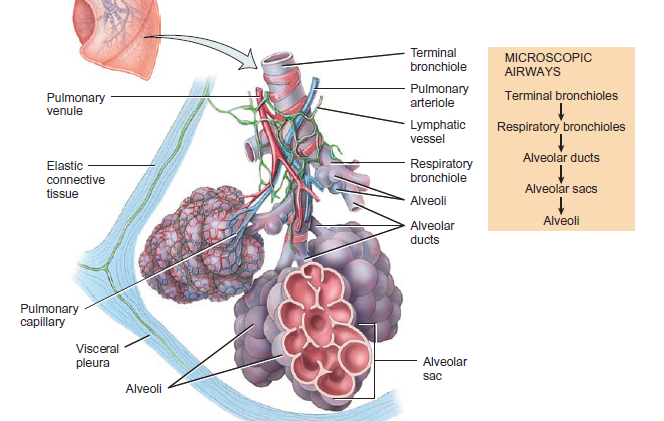 Terminal
bronchiole
Pulmonary
arteriole
Lymphatic
vessel
Respiratory
bronchiole
Alveoli
Alveolar
ducts
Alveolar
sac
Pulmonary
venule
Elastic
connective
tissue
Pulmonary
capillary
Visceral
pleura
Alveoli
MICROSCOPIC
AIRWAYS
Terminal bronchioles
Respiratory bronchioles
Alveolar ducts
Alveolar sacs
Alveoli